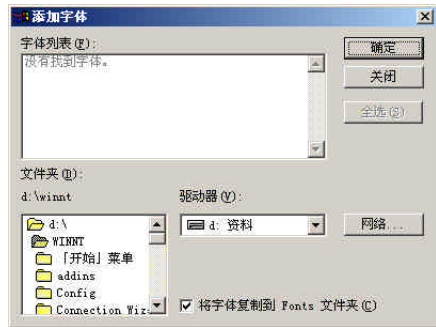 添加字体
字体列表(F):
没有找到字体。
确定
关闭
全选(S)
文件夹(D):
d:\winnt
d:\
WINNT
「开始」菜单
addins
Config
Connection Wiz
驱动器(V):
d: 资料
网络...
将字体复制到 Fonts 文件夹(C)